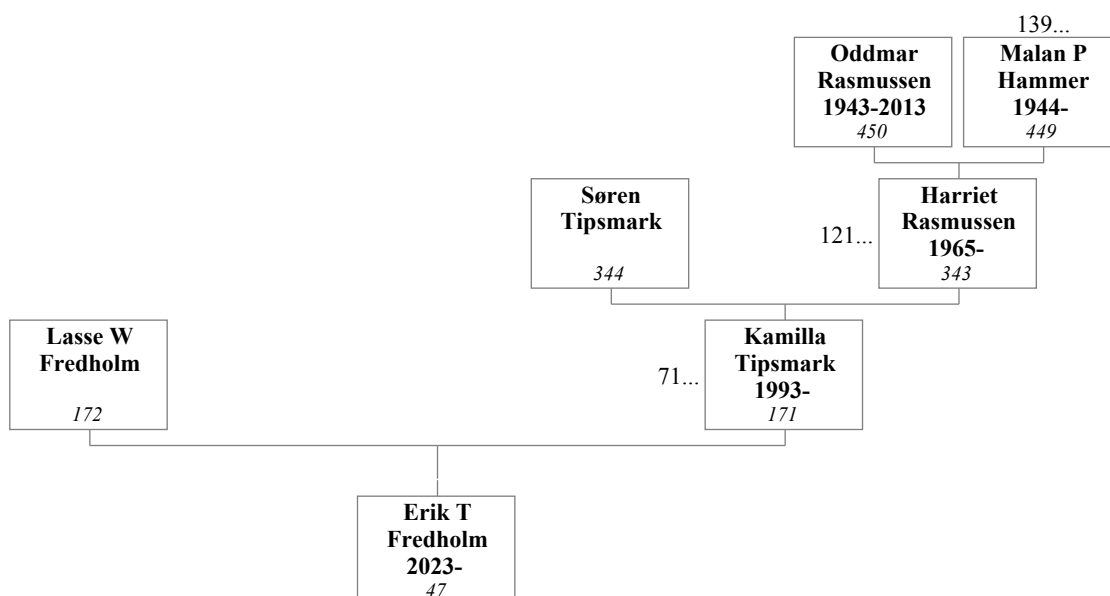 139...
Oddmar
Rasmussen
1943-2013
450
Malan P
Hammer
1944-
449
Søren
Tipsmark
344
121...
Harriet
Rasmussen
1965-
343
Lasse W
Fredholm
172
71...
Kamilla
Tipsmark
1993-
171
Erik T
Fredholm
2023-
47